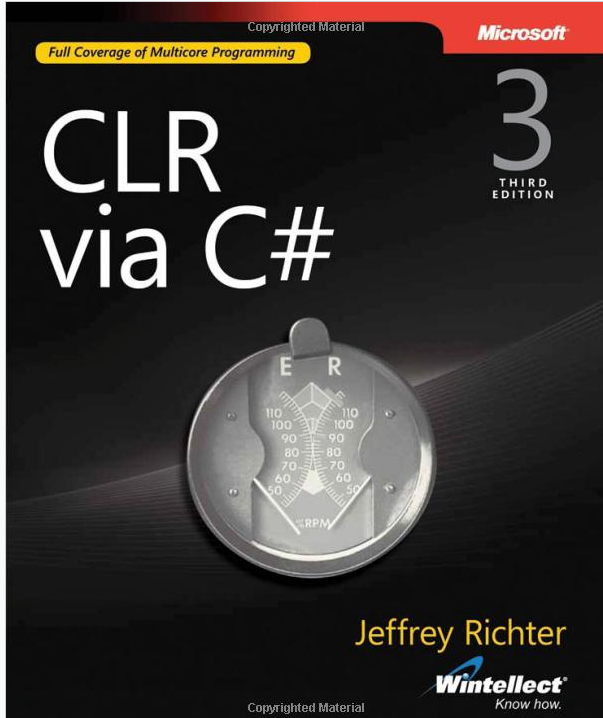 Copyrighted Material
Microsoft®
Full Coverage of Multicore Programming
3
THIRD
EDITION
CLR
via C#
E R
110 110
100 100
90 90
80 80
70 70
60 60
50 50
%RPM
Jeffrey Richter
Wintellect®
Know how.
Copyrighted Material